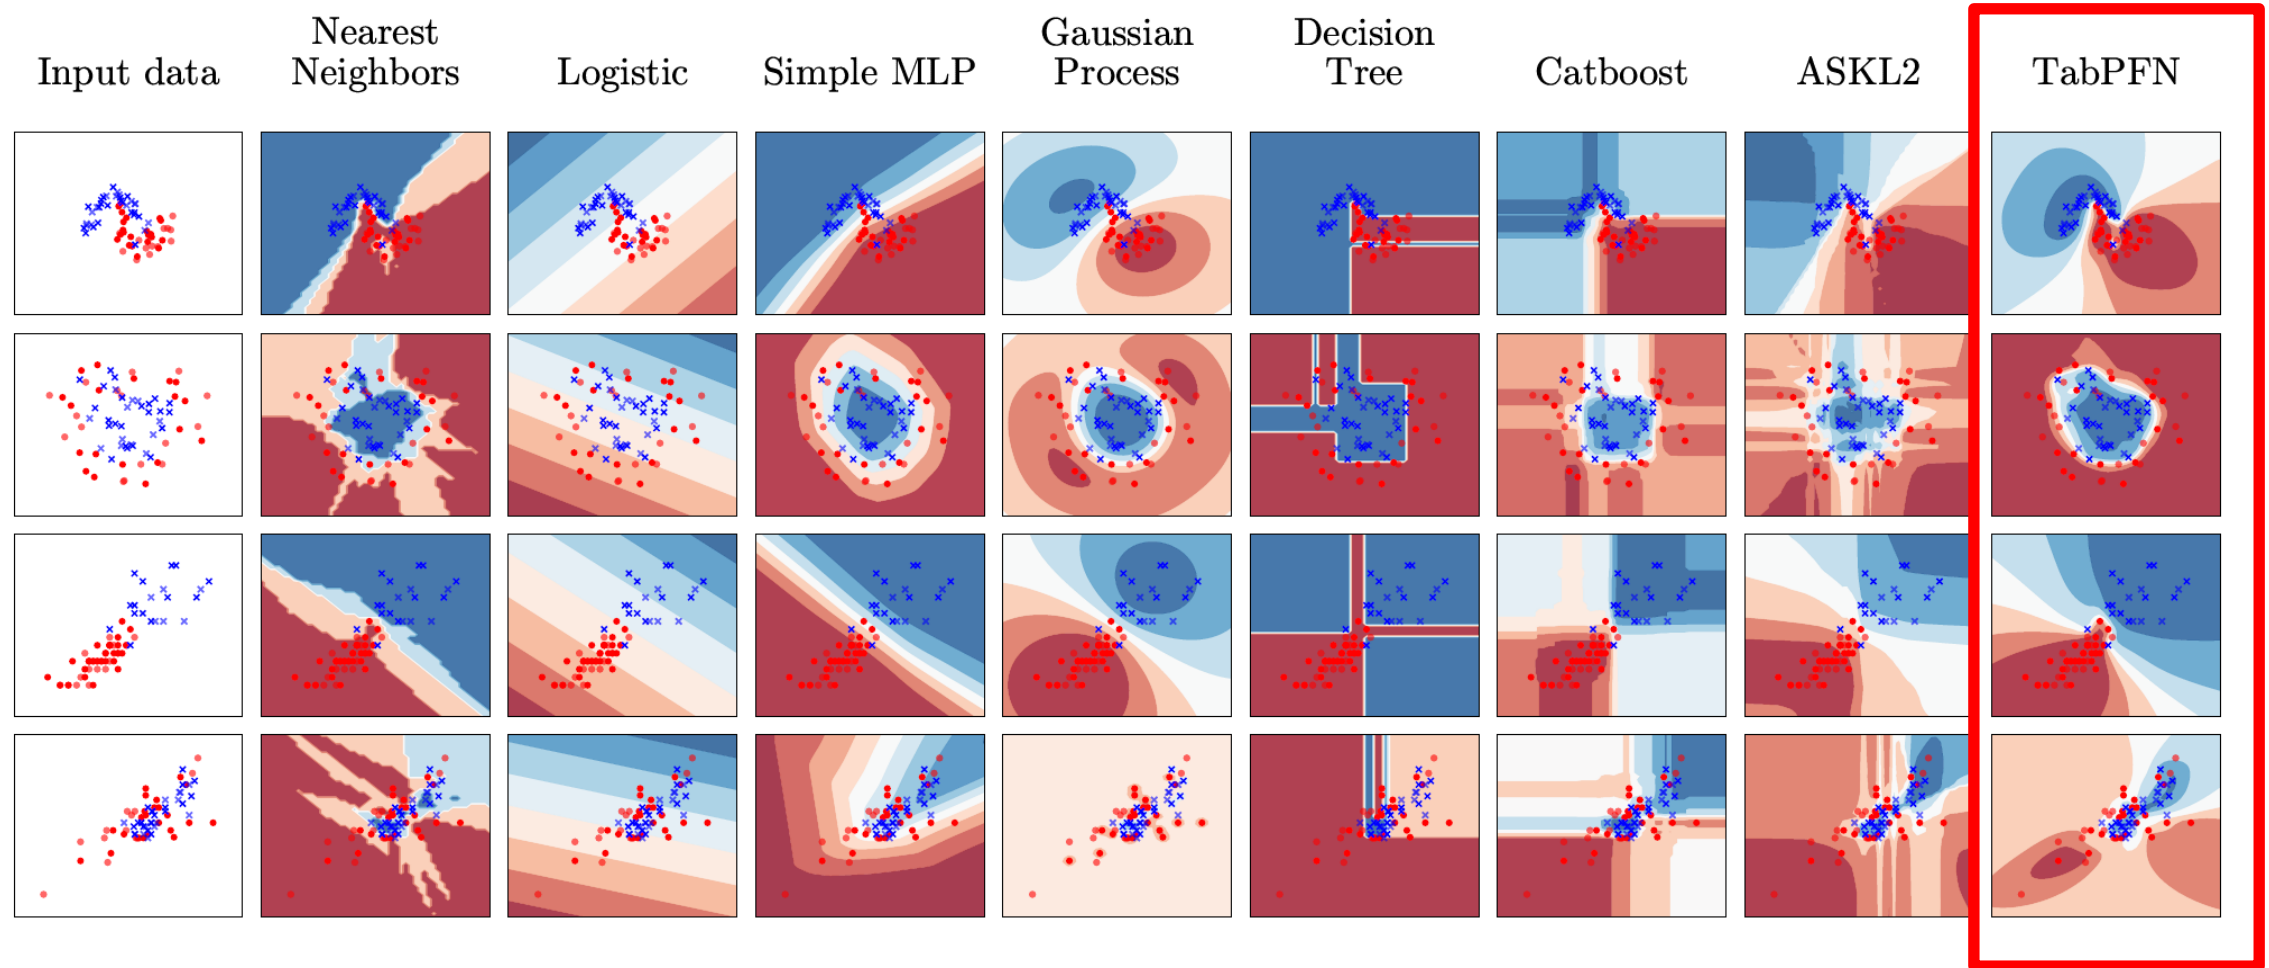 Input data
Nearest
Neighbors
Logistic
Simple MLP
Gaussian
Process
Decision
Tree
Catboost
ASKL2
TabPFN